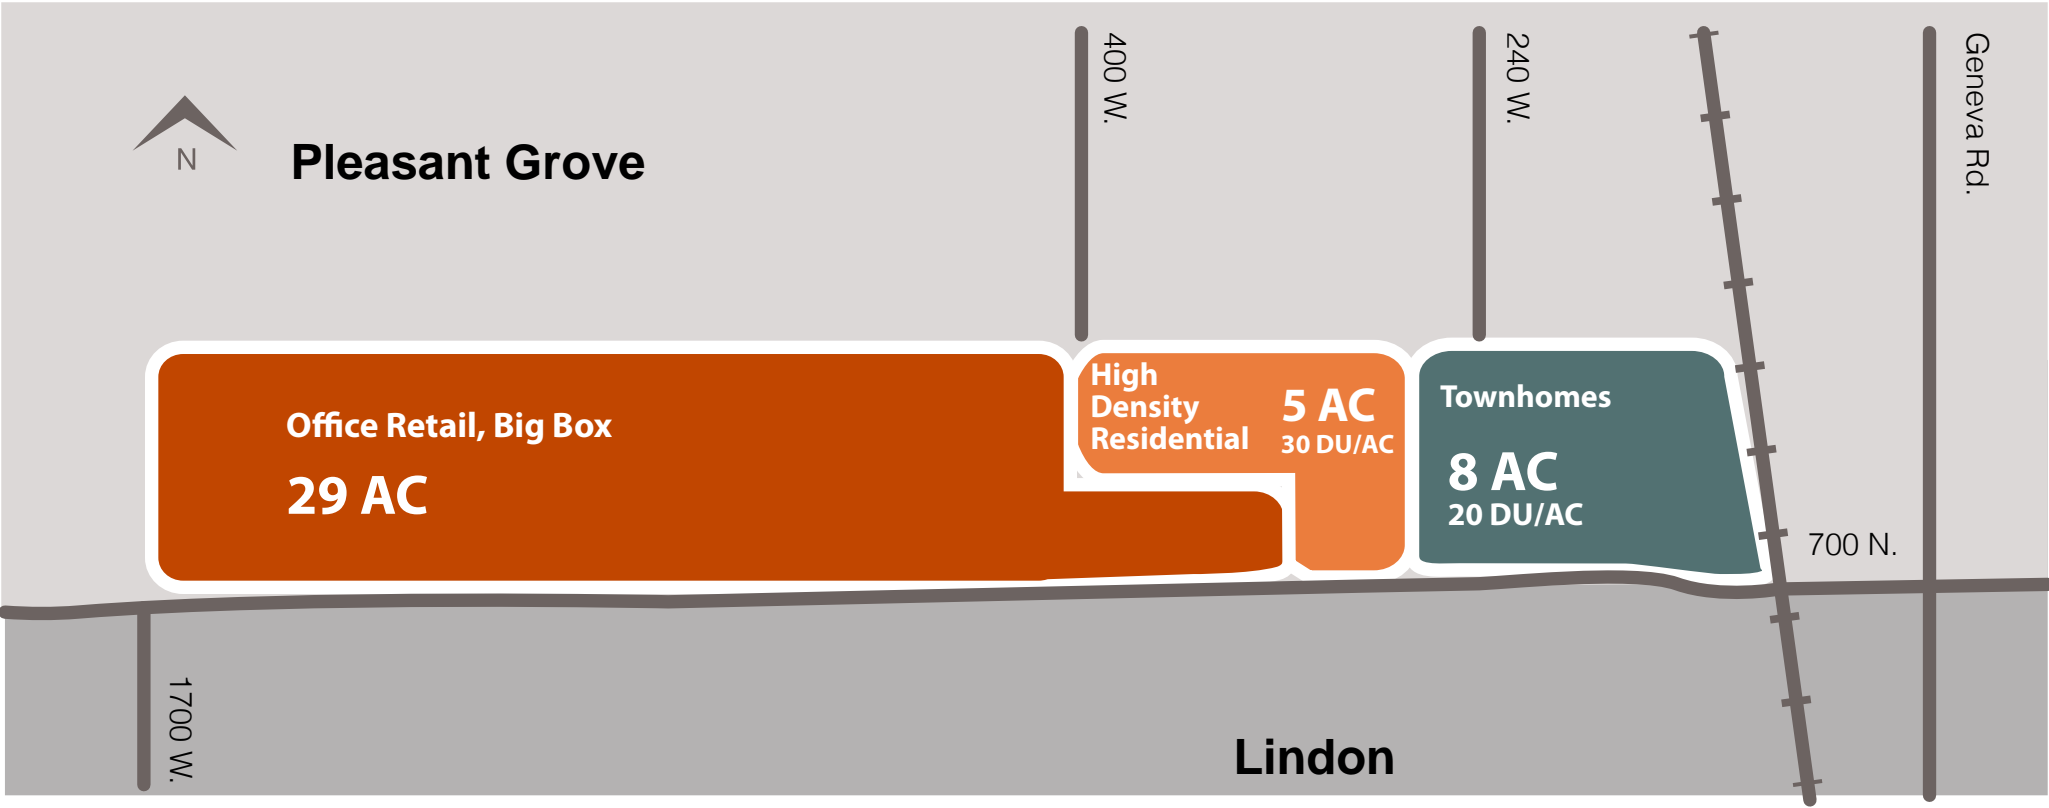 400 W.
240 W.
Geneva Rd.
N
Pleasant Grove
High
Density
Residential
5 AC
30 DU/AC
Townhomes
8 AC
20 DU/AC
Office Retail, Big Box
29 AC
700 N.
1700 W.
Lindon